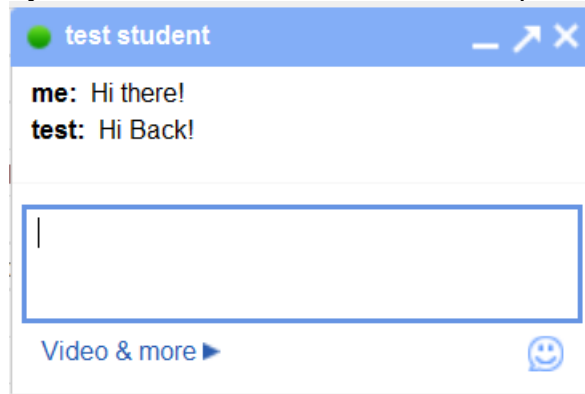 test student
me: Hi there!
test: Hi Back!
Video & more